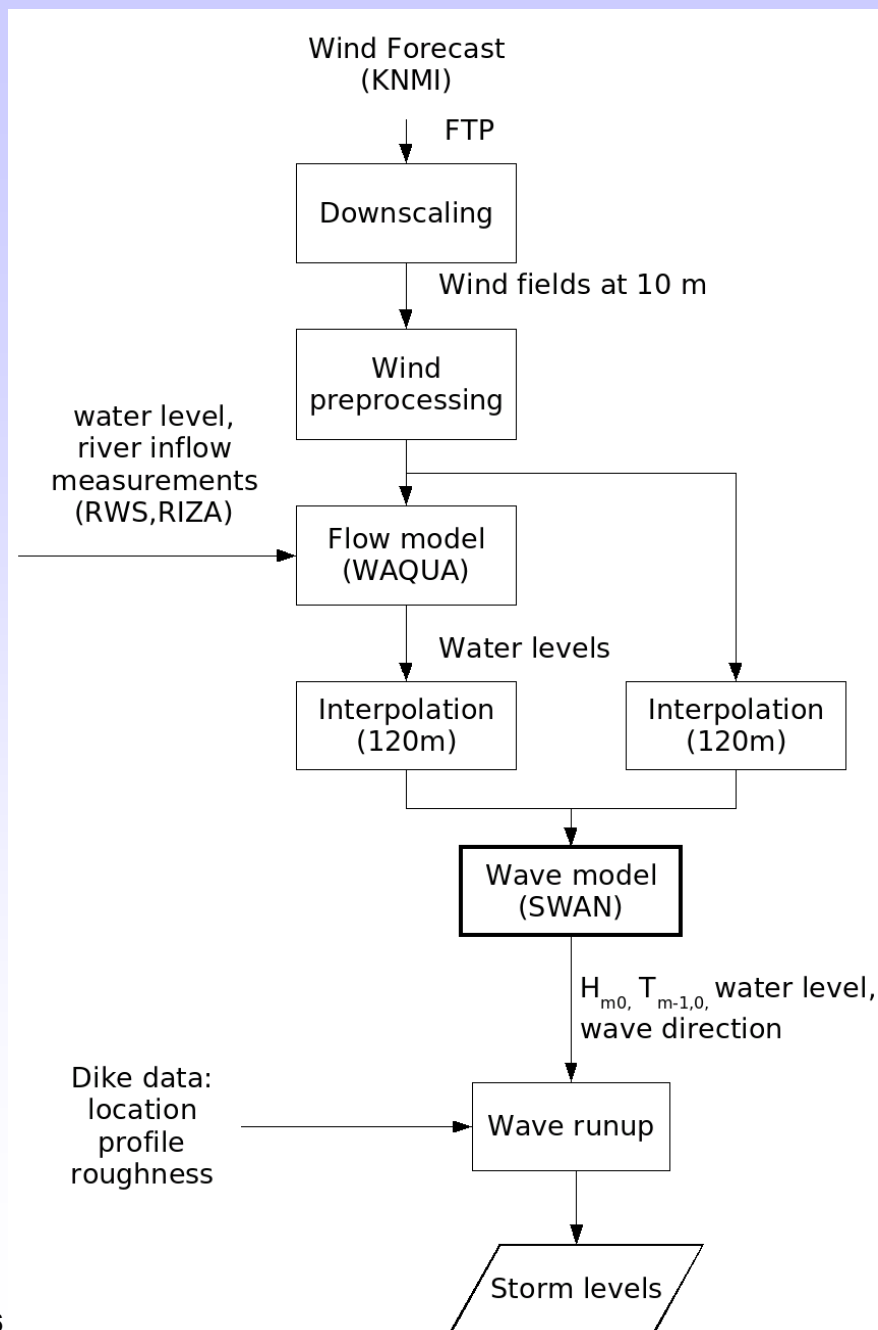 Wind Forecast
(KNMI)
FTP
Downscaling
Wind fields at 10 m
Wind
preprocessing
water level,
river inflow
measurements
(RWS,RIZA)
Flow model
(WAQUA)
Water levels
Interpolation
(120m)
Interpolation
(120m)
Wave model
(SWAN)
Hm0, Tm-1,0, water level,
wave direction
Dike data:
location
profile
roughness
Wave runup
Storm levels